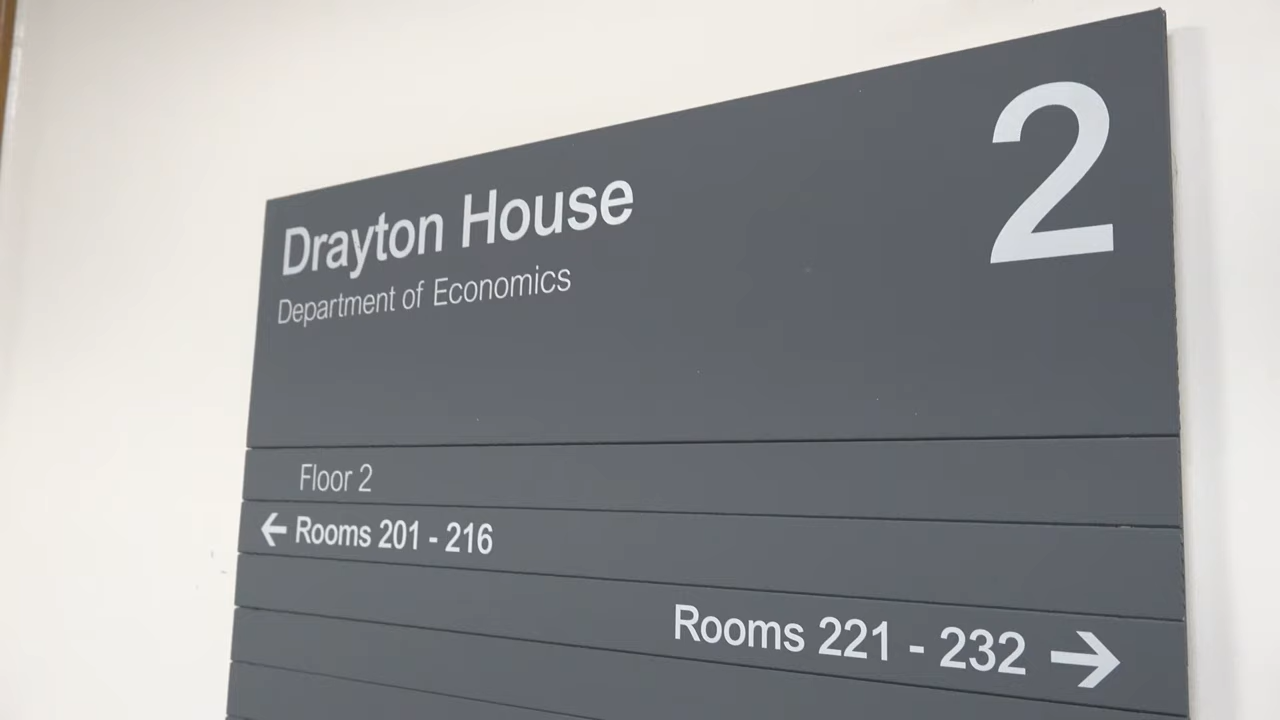 Drayton House
2
Department of Economics
Floor 2
← Rooms 201 - 216
Rooms 221 - 232 →